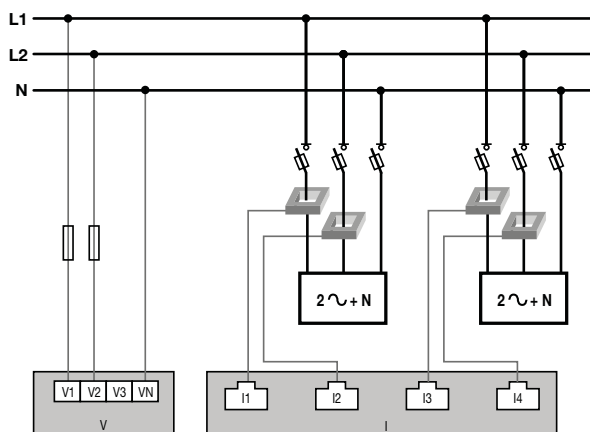 L1
L2
N
2 ∿ + N
2 ∿ + N
V1 V2 V3 VN
V
I1 I2 I3 I4
I